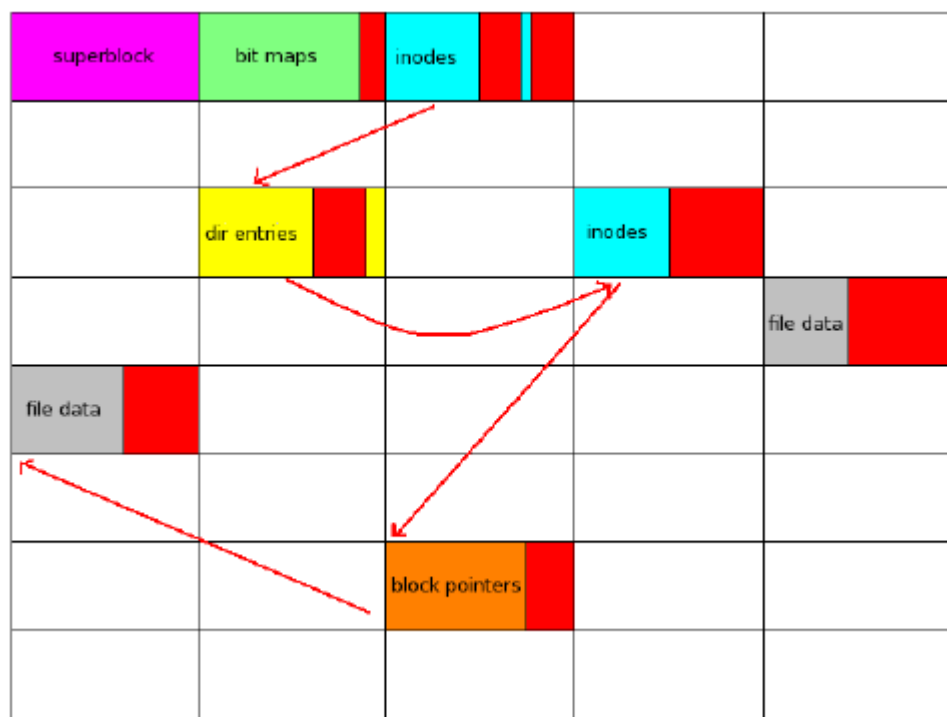 superblock
bit maps
inodes
dir entries
inodes
file data
file data
block pointers